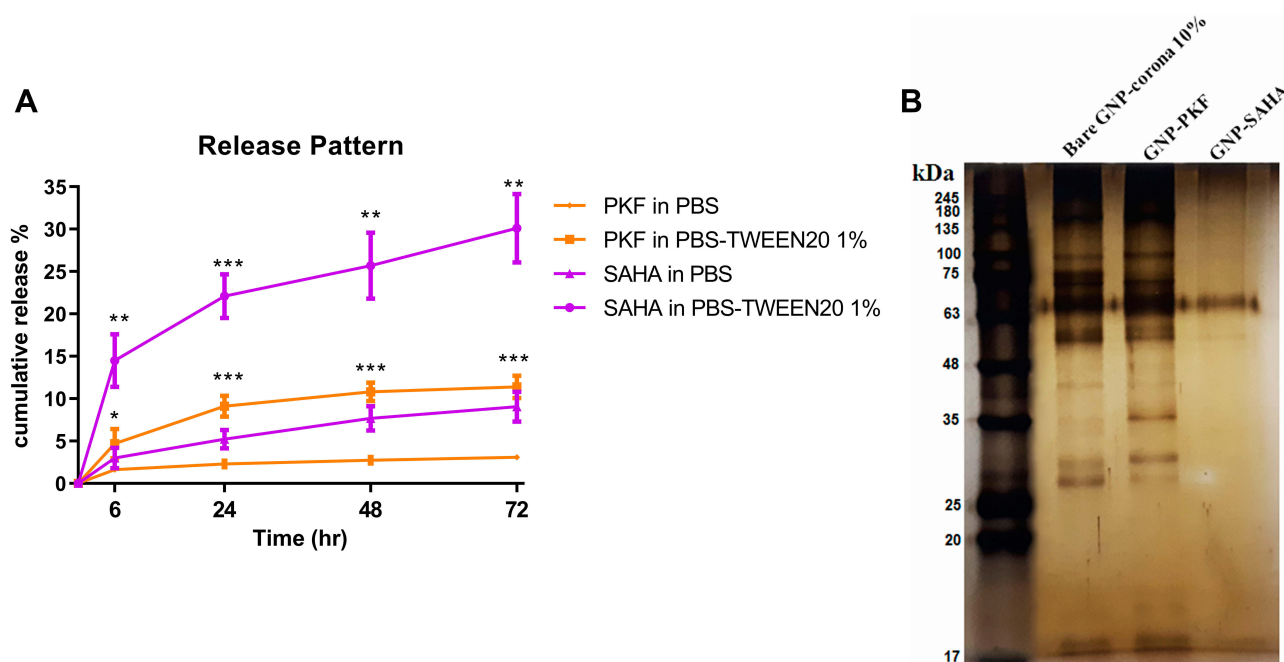 A
Release Pattern
cumulative release %
35
30
25
20
15
10
5
0
**
***
**
**
*
***
***
***
6
24
48
72
Time (hr)
PKF in PBS
PKF in PBS-TWEEN20 1%
SAHA in PBS
SAHA in PBS-TWEEN20 1%
B
Bare GNP-corona 10%
GNP-PKF
GNP-SAHA
kDa
245
180
135
100
75
63
48
35
25
20
17